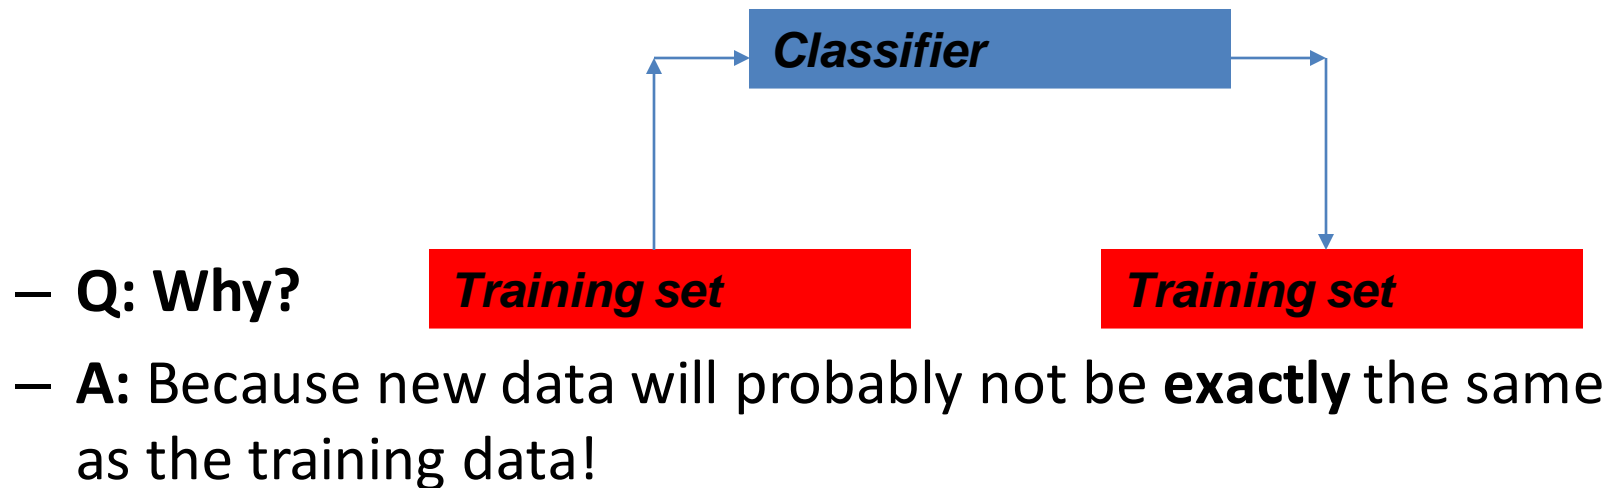 Classifier
– Q: Why?
Training set
Training set
– A: Because new data will probably not be exactly the same
as the training data!